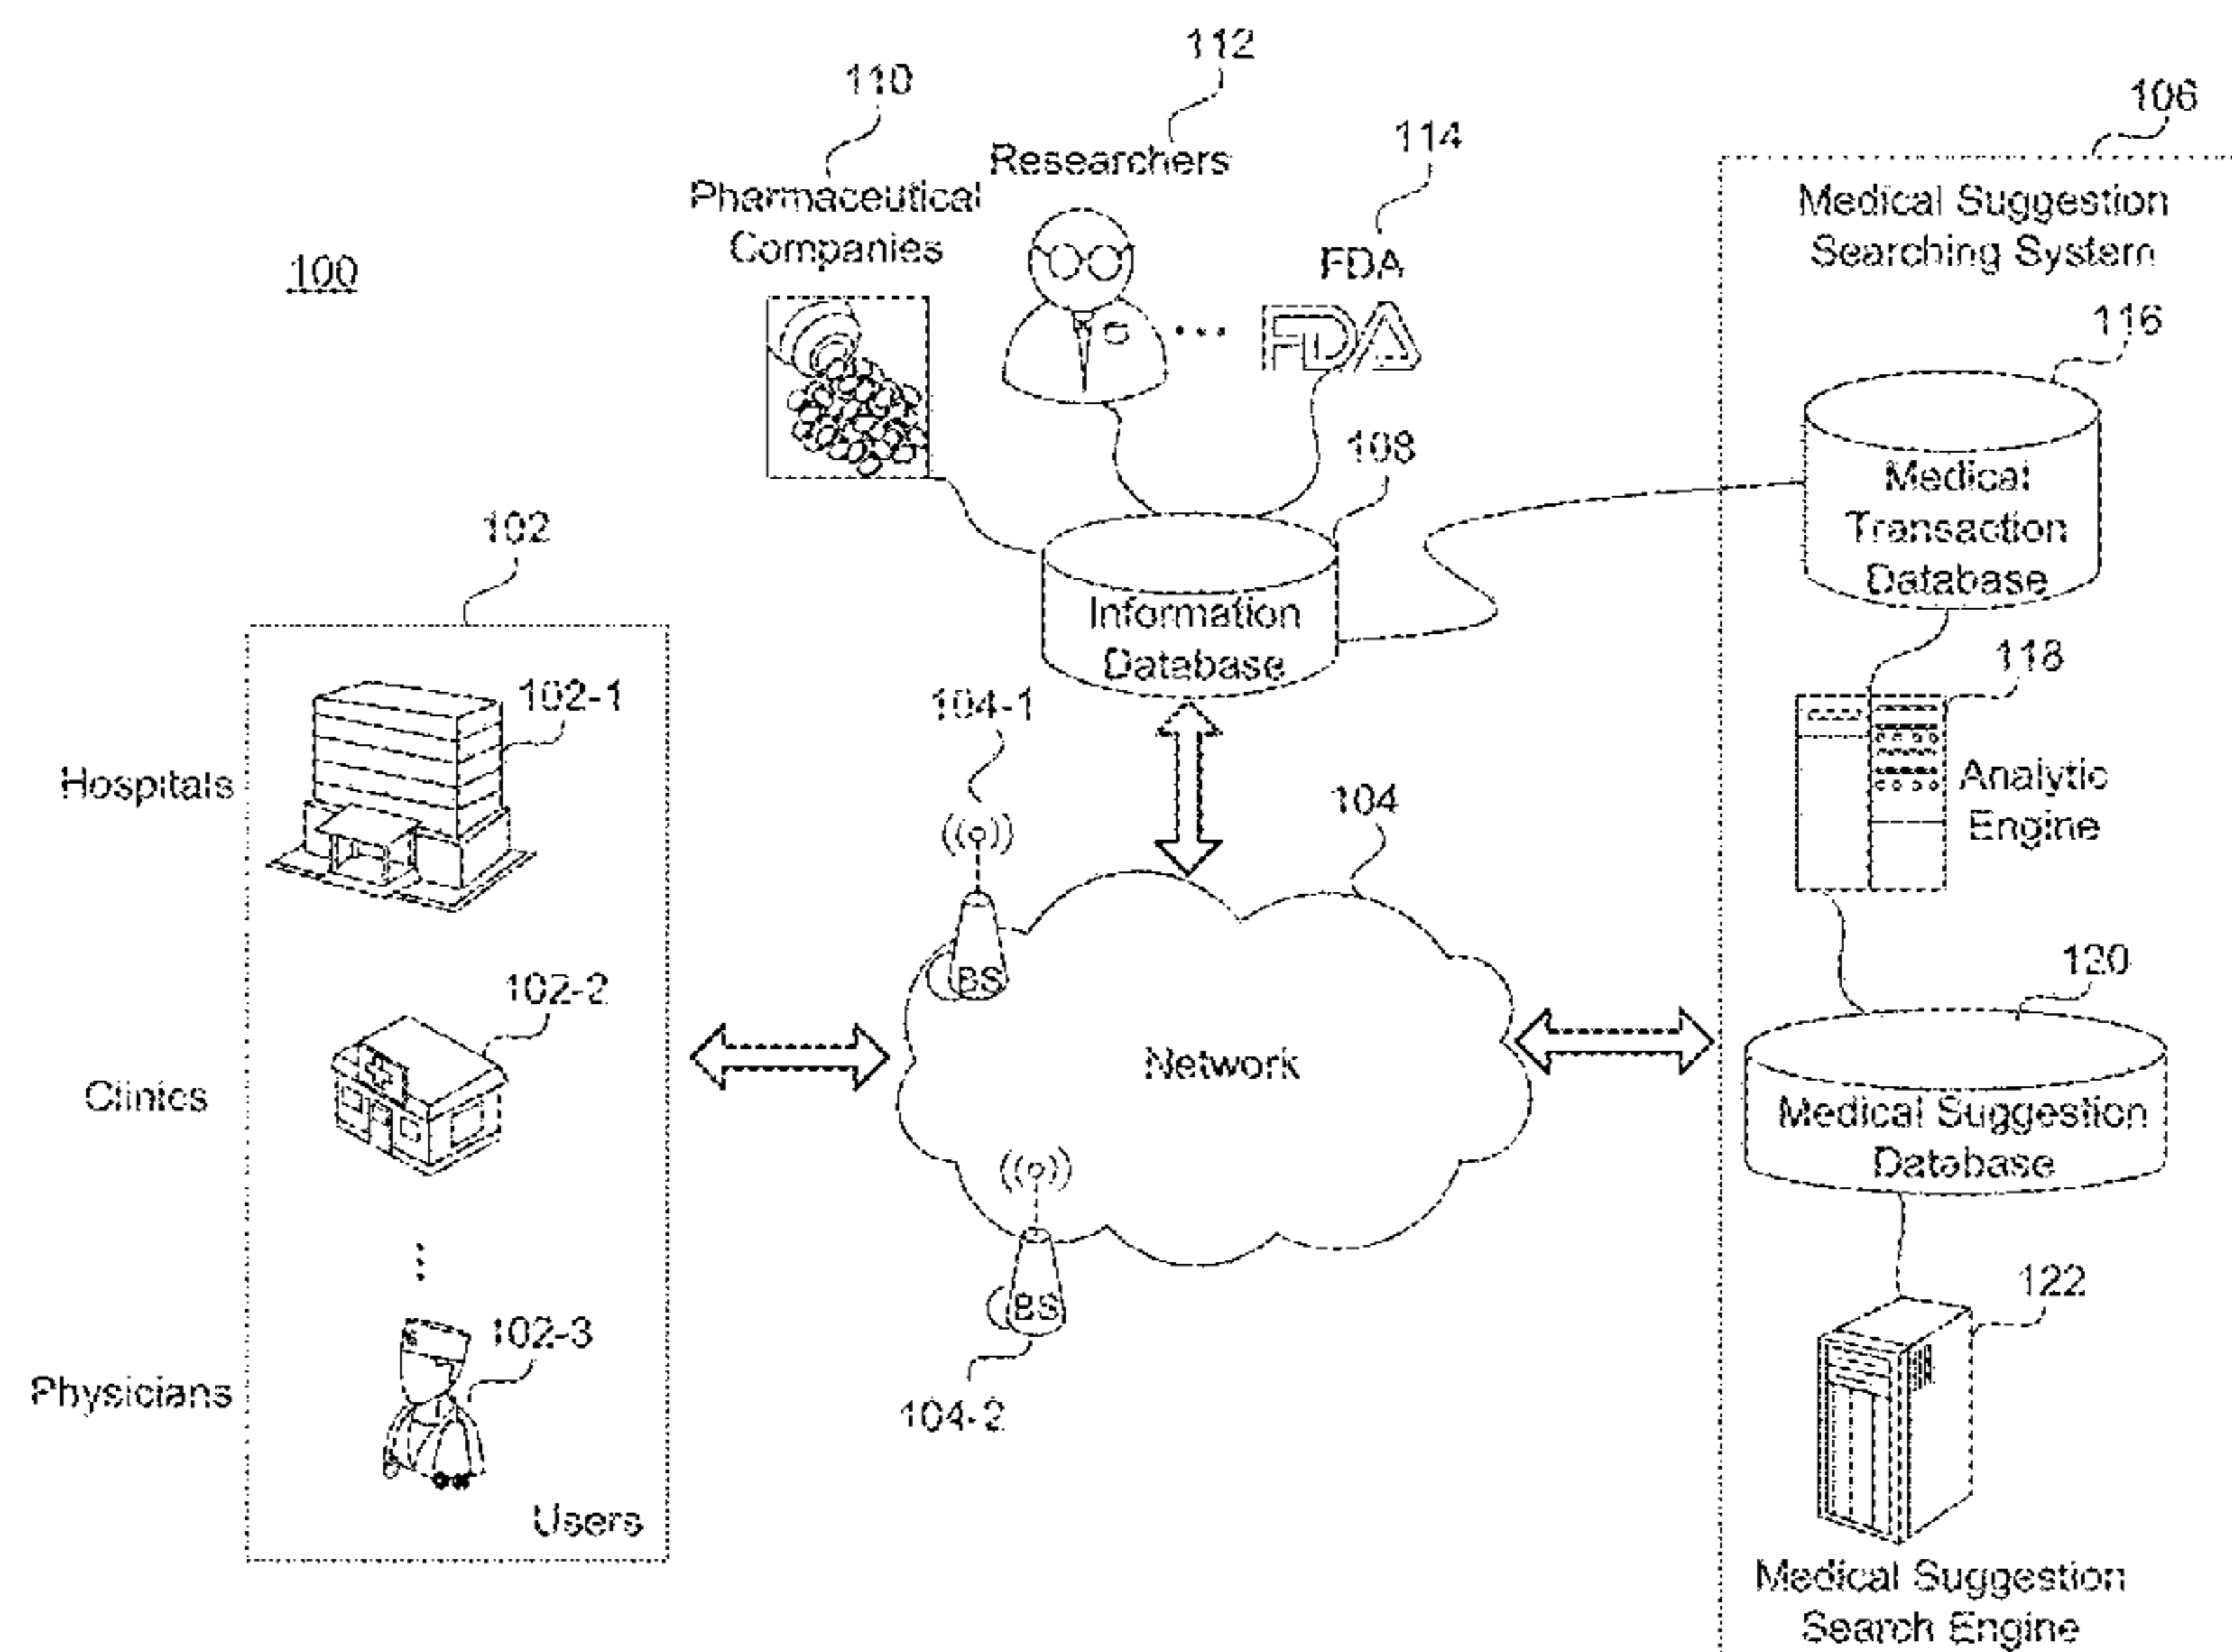 100
110
Pharmaceutical
Companies
112
Researchers
114
FDA
FDA
108
Information
Database
106
Medical Suggestion
Searching System
116
Medical
Transaction
Database
118
Analytic
Engine
120
Medical Suggestion
Database
122
Medical Suggestion
Search Engine
102
102-1
Hospitals
102-2
Clinics
102-3
Physicians
Users
104-1
BS
104
Network
BS
104-2